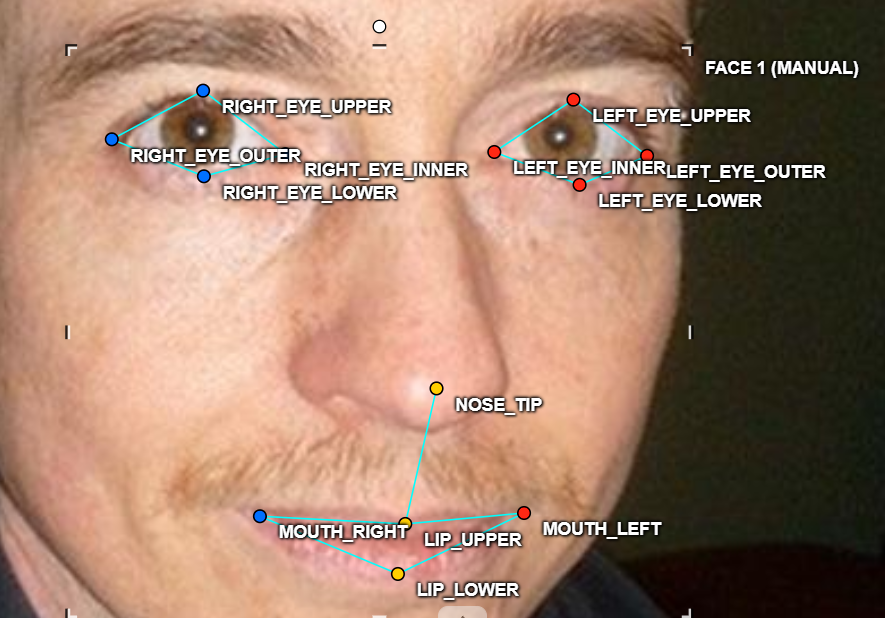 FACE 1 (MANUAL)
RIGHT_EYE_UPPER
LEFT_EYE_UPPER
RIGHT_EYE_OUTER
RIGHT_EYE_INNER
LEFT_EYE_INNER
LEFT_EYE_OUTER
RIGHT_EYE_LOWER
LEFT_EYE_LOWER
NOSE_TIP
MOUTH_RIGHT
LIP_UPPER
MOUTH_LEFT
LIP_LOWER